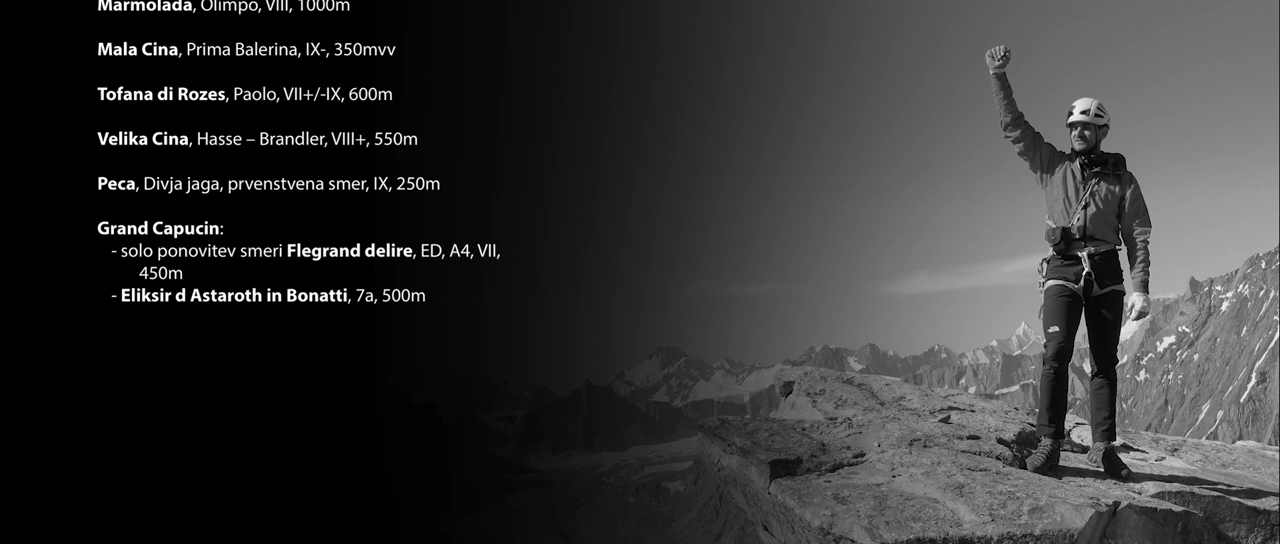 Marmolada, Olimpo, VIII, 1000m
Mala Cina, Prima Balerina, IX-, 350mvv
Tofana di Rozes, Paolo, VII+/-IX, 600m
Velika Cina, Hasse – Brandler, VIII+, 550m
Peca, Divja jaga, prvenstvena smer, IX, 250m
Grand Capucin:
- solo ponovitev smeri Flegrand delire, ED, A4, VII,
450m
- Eliksir d Astaroth in Bonatti, 7a, 500m